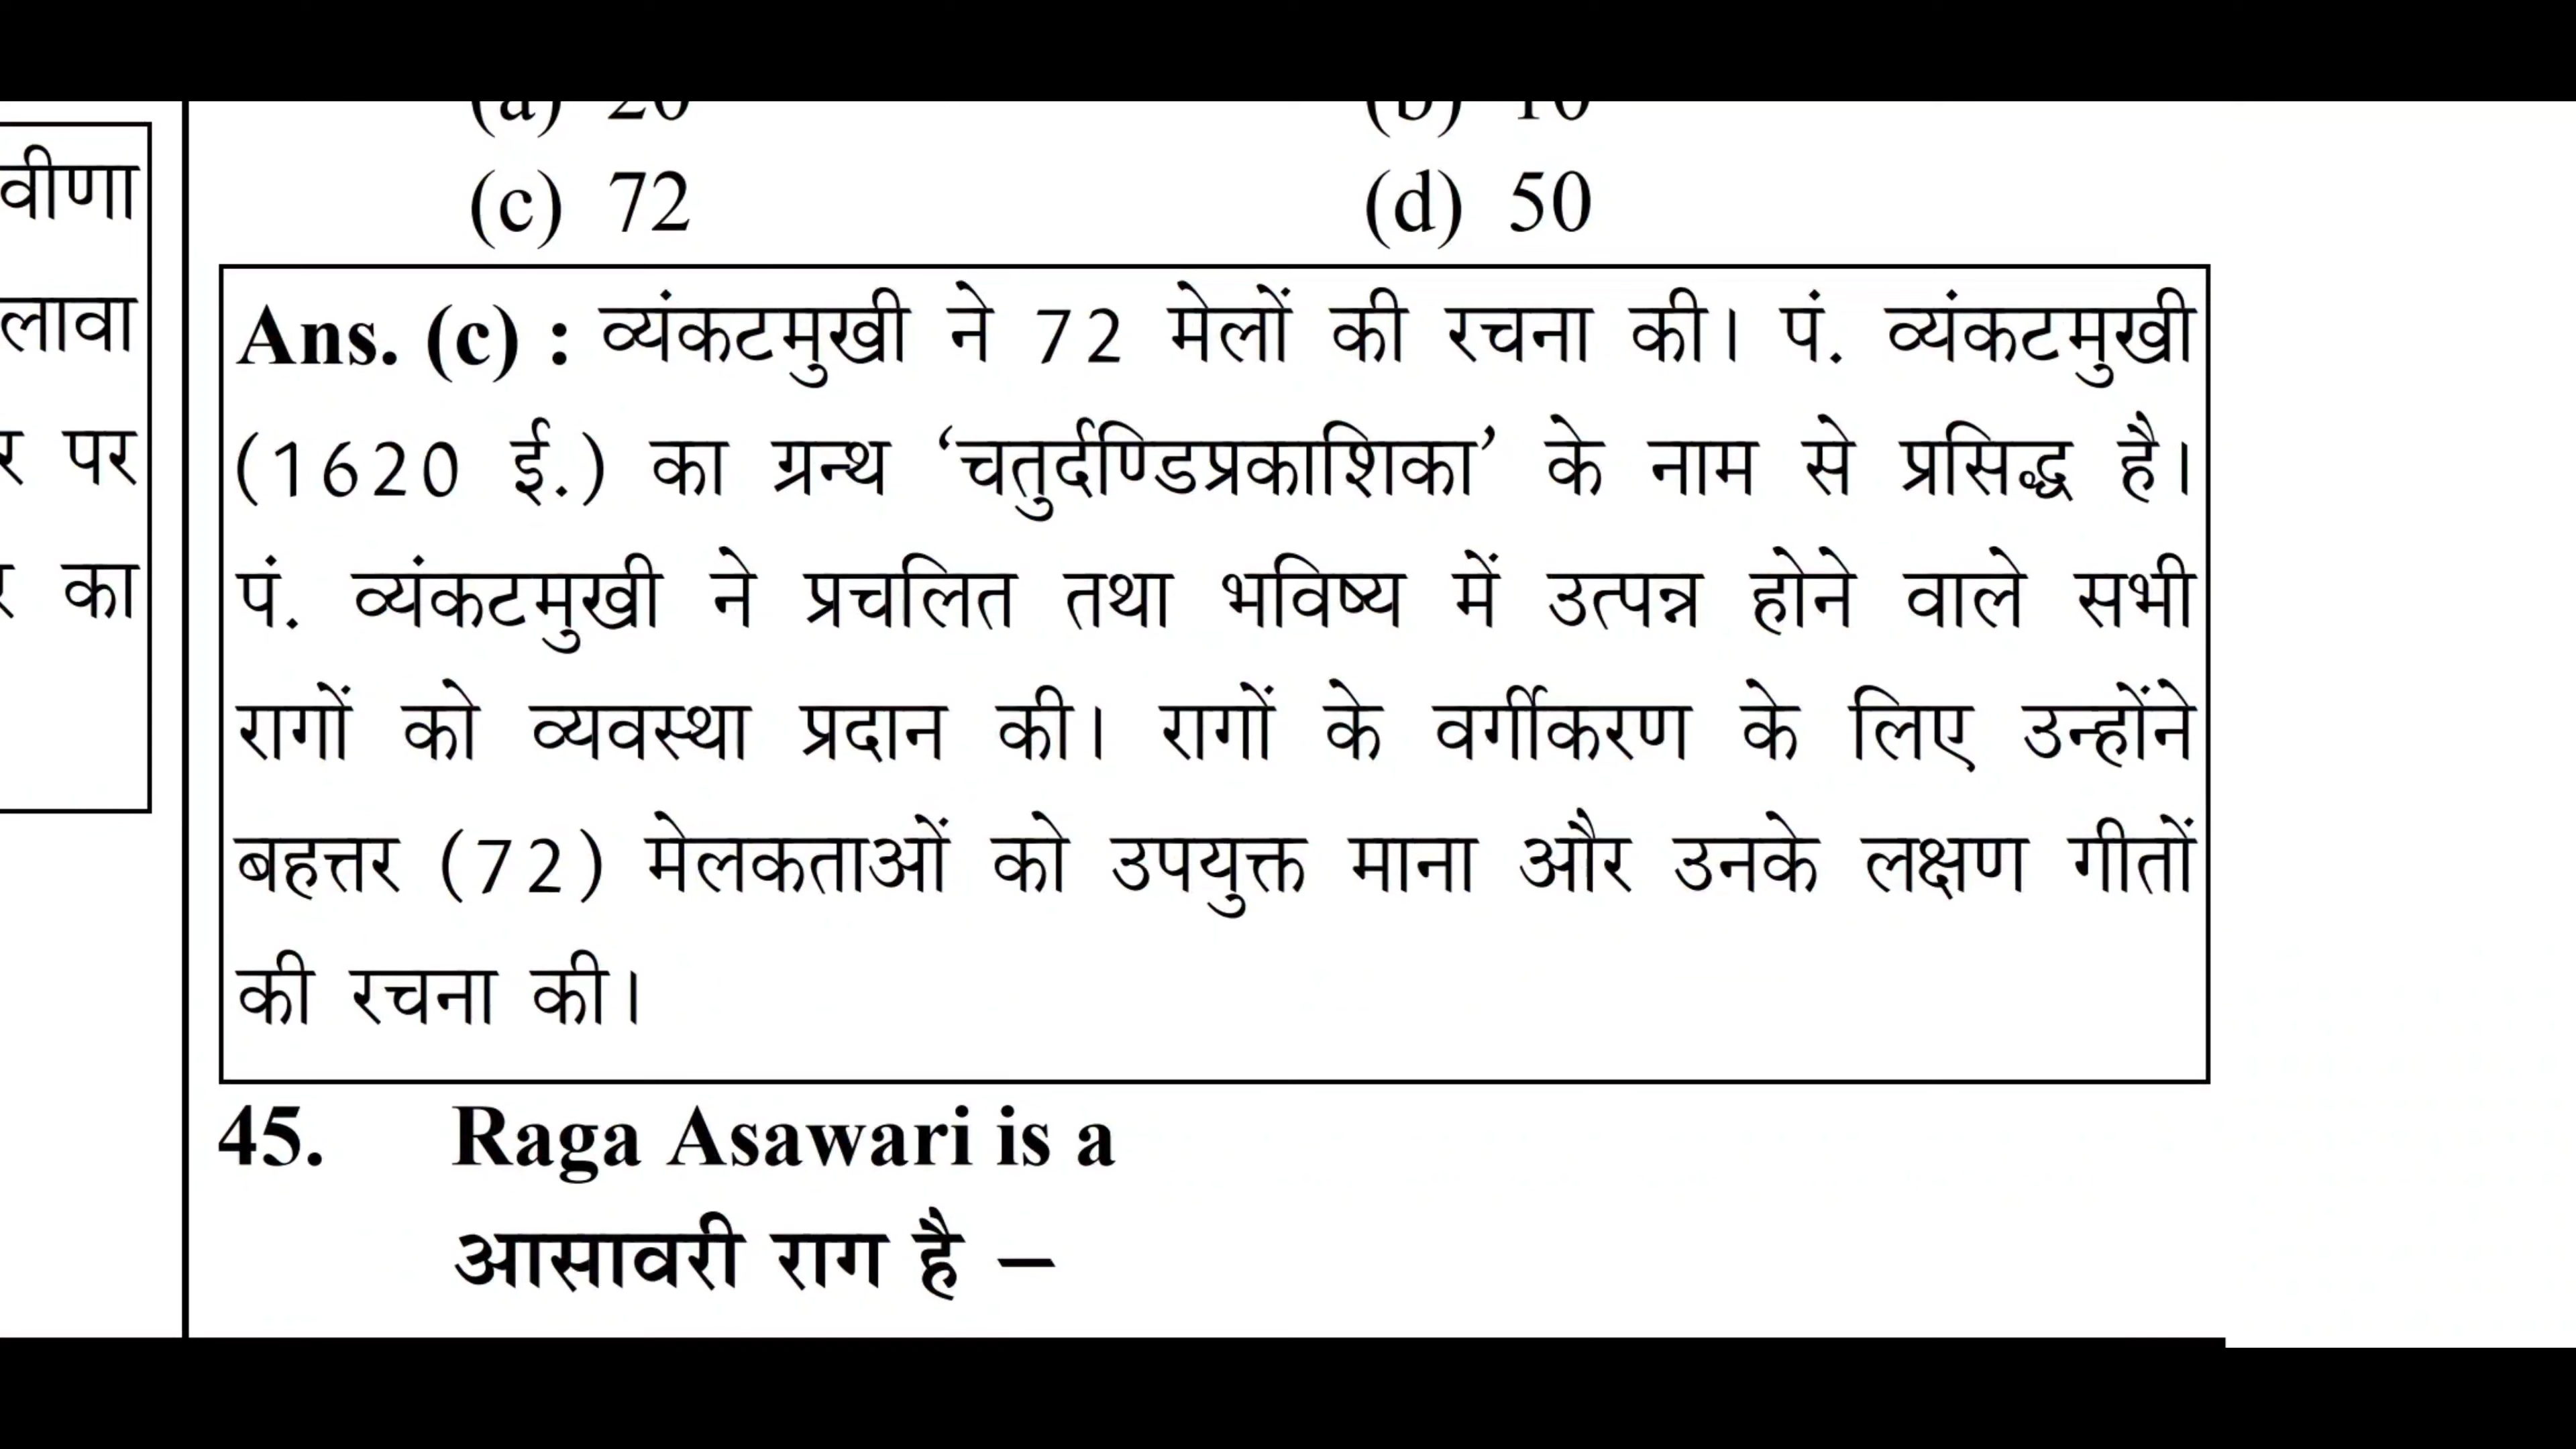 वीणा
लावा
र पर
र का
(a) 20 (b) 10
(c) 72 (d) 50
Ans. (c) : व्यंकटमुखी ने 72 मेलों की रचना की। पं. व्यंकटमुखी
(1620 ई.) का ग्रन्थ ‘चतुर्दण्डिप्रकाशिका’ के नाम से प्रसिद्ध है।
पं. व्यंकटमुखी ने प्रचलित तथा भविष्य में उत्पन्न होने वाले सभी
रागों को व्यवस्था प्रदान की। रागों के वर्गीकरण के लिए उन्होंने
बहत्तर (72) मेलकताओं को उपयुक्त माना और उनके लक्षण गीतों
की रचना की।
45. Raga Asawari is a
आसावरी राग है –